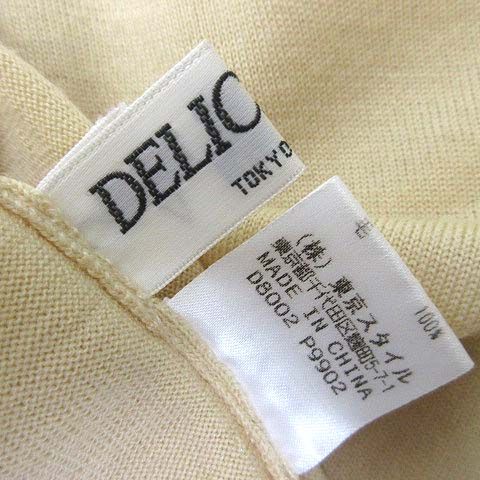 DELIC
TOKYO
100%
(株)東京スタイル
東京都千代田区麹町5-7-1
MADE IN CHINA
D8002 P9902